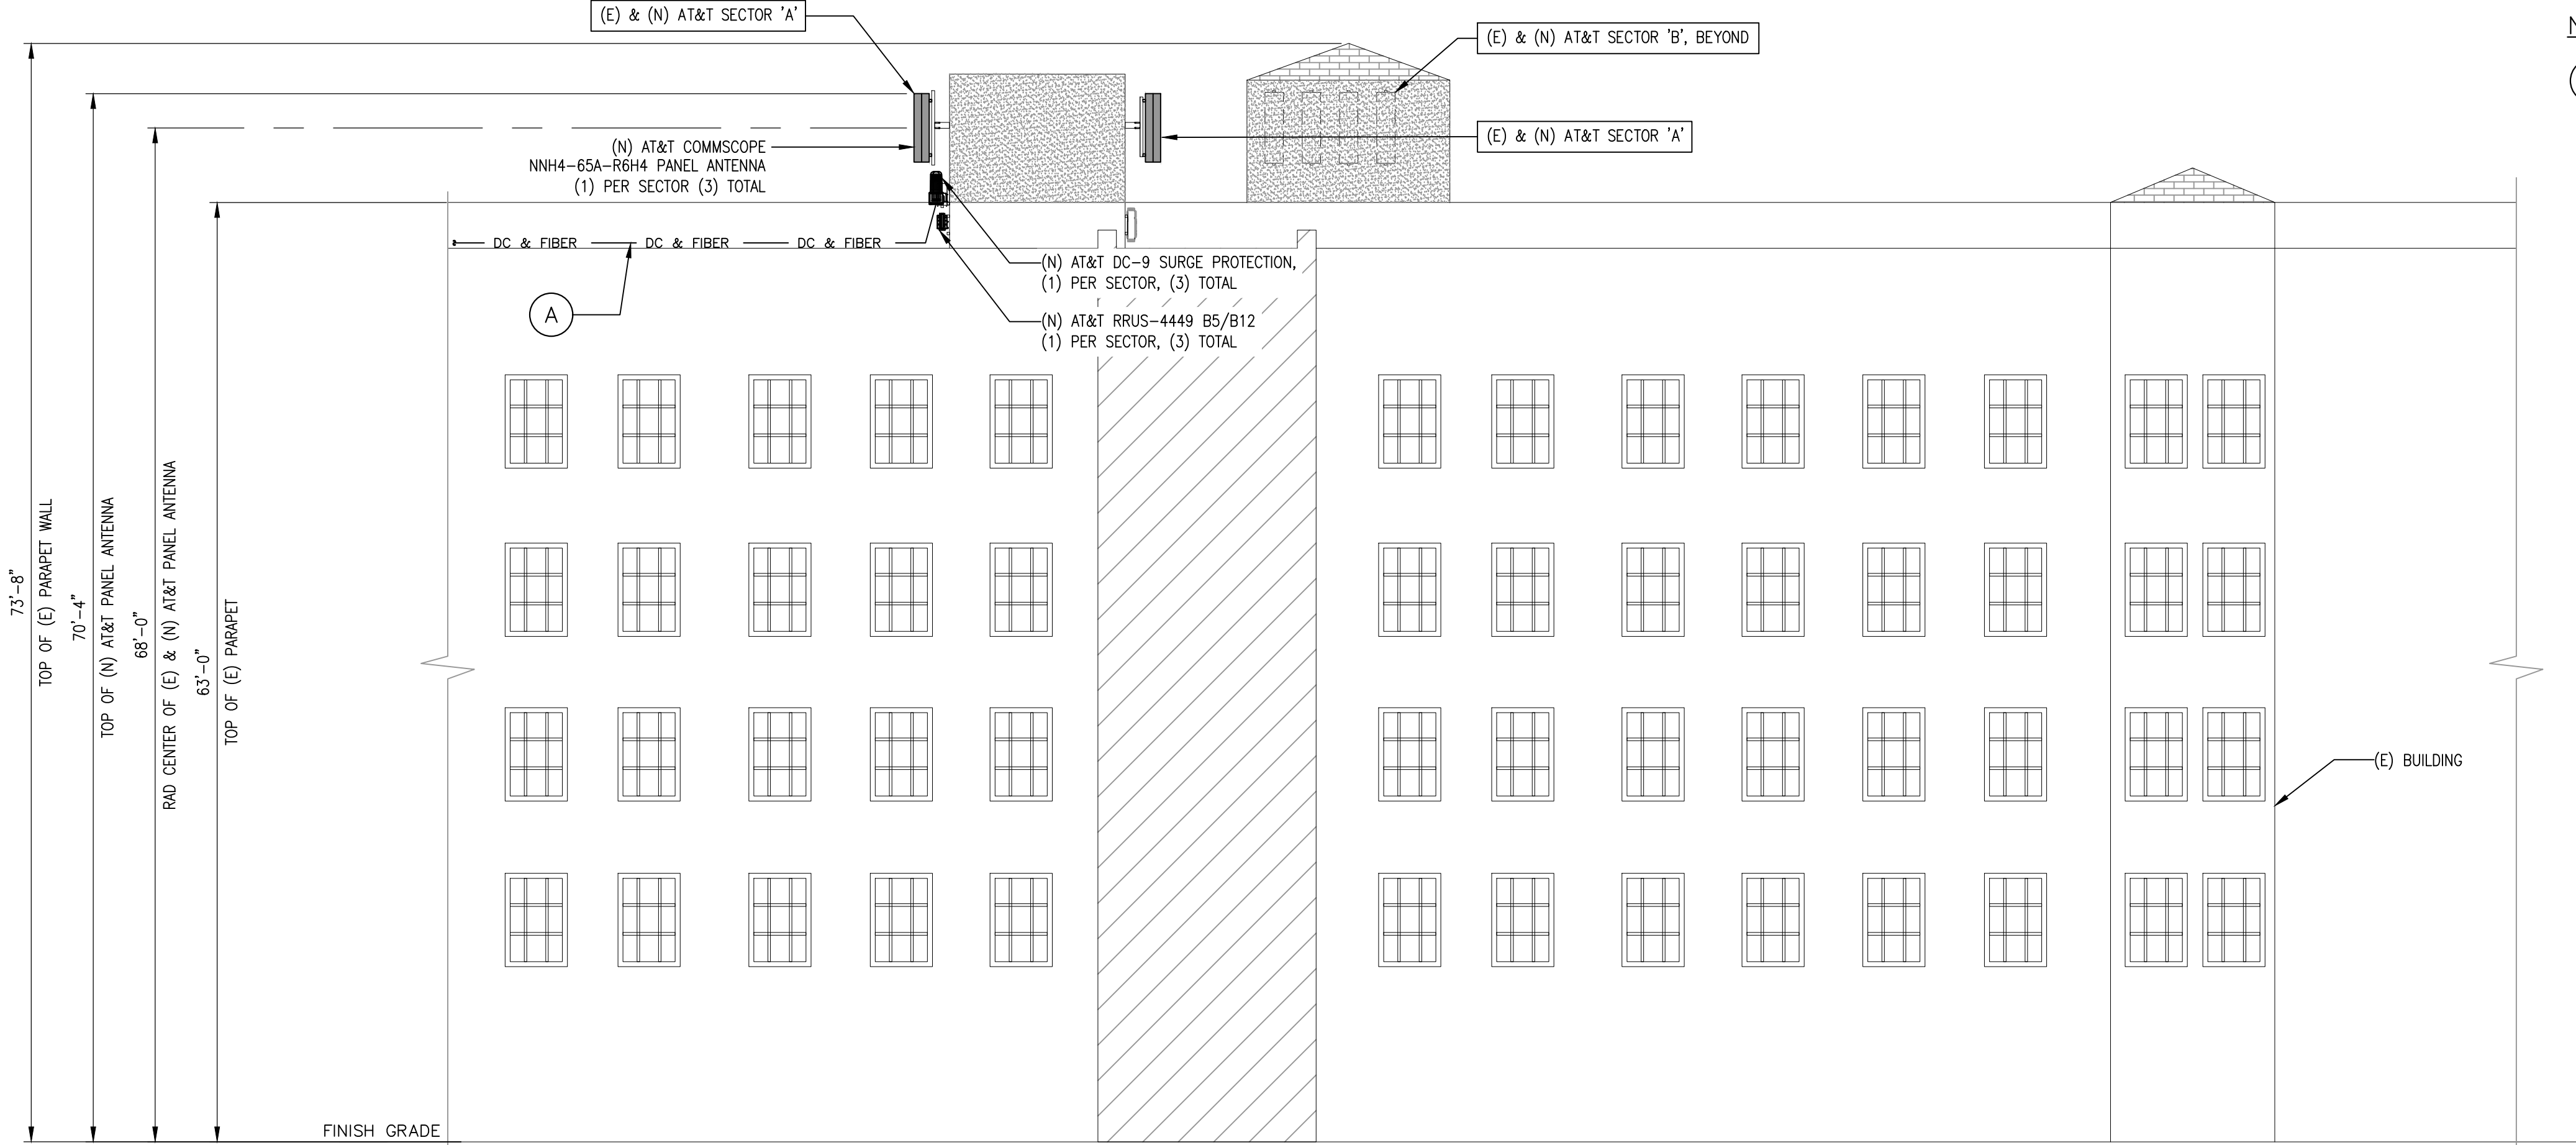 (E) & (N) AT&T SECTOR 'A'
(E) & (N) AT&T SECTOR 'B', BEYOND
(E) & (N) AT&T SECTOR 'A'
(N) AT&T COMMSCOPE
NNH4-65A-R6H4 PANEL ANTENNA
(1) PER SECTOR (3) TOTAL
DC & FIBER DC & FIBER DC & FIBER
(N) AT&T DC-9 SURGE PROTECTION,
(1) PER SECTOR, (3) TOTAL
A
(N) AT&T RRUS-4449 B5/B12
(1) PER SECTOR, (3) TOTAL
73'-8"
TOP OF (E) PARAPET WALL
70'-4"
TOP OF (N) AT&T PANEL ANTENNA
68'-0"
RAD CENTER OF (E) & (N) AT&T PANEL ANTENNA
63'-0"
TOP OF (E) PARAPET
(E) BUILDING
FINISH GRADE